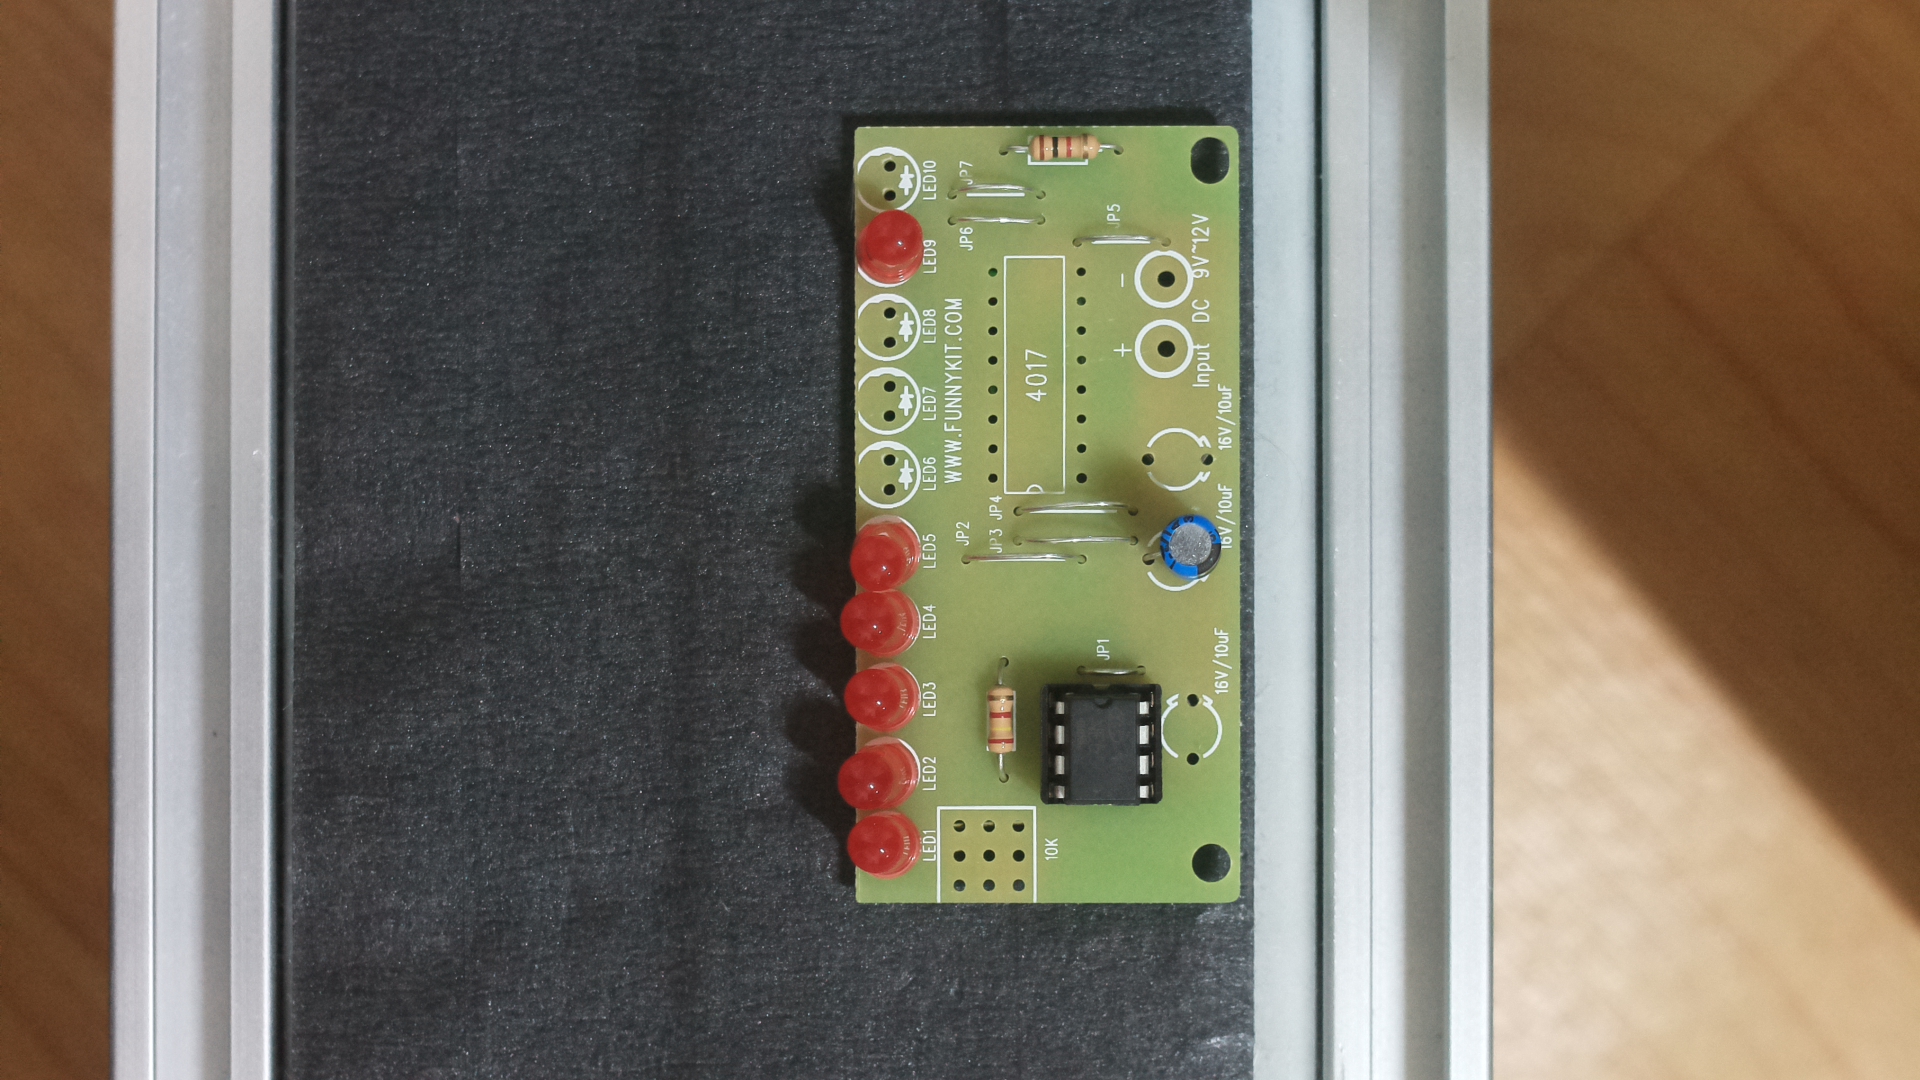 LED10
LED9
LED8
LED7
LED6
LED5
LED4
LED3
LED2
LED1
WWW.FUNNYKIT.COM
JP7
JP6
JP5
4017
-
+
Input DC 9V~12V
16V/10uF
16V/10uF
16V/10uF
JP4
JP3
JP2
JP1
10K